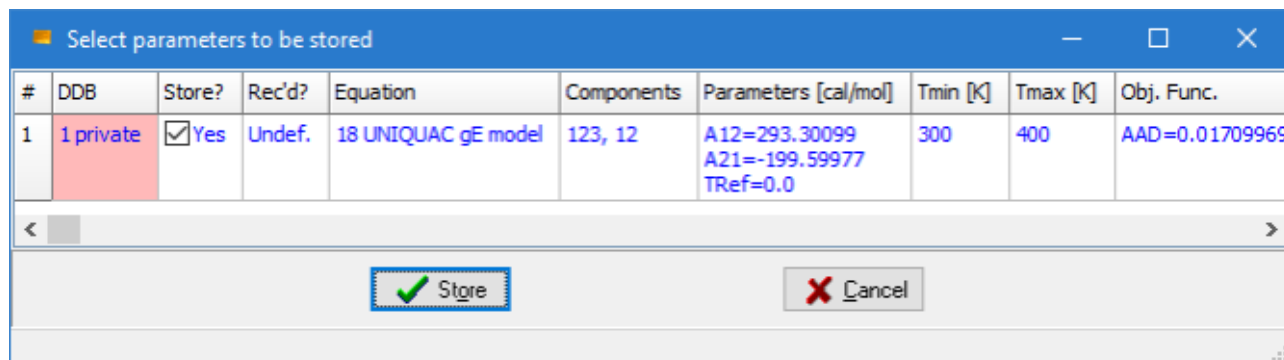 Select parameters to be stored
# DDB Store? Rec'd? Equation Components Parameters [cal/mol] Tmin [K] Tmax [K] Obj. Func.
1 1 private Yes Undef. 18 UNIQUAC gE model 123, 12 A12=293.30099 300 400 AAD=0.01709969
A21=-199.59977
TRef=0.0
Store Cancel